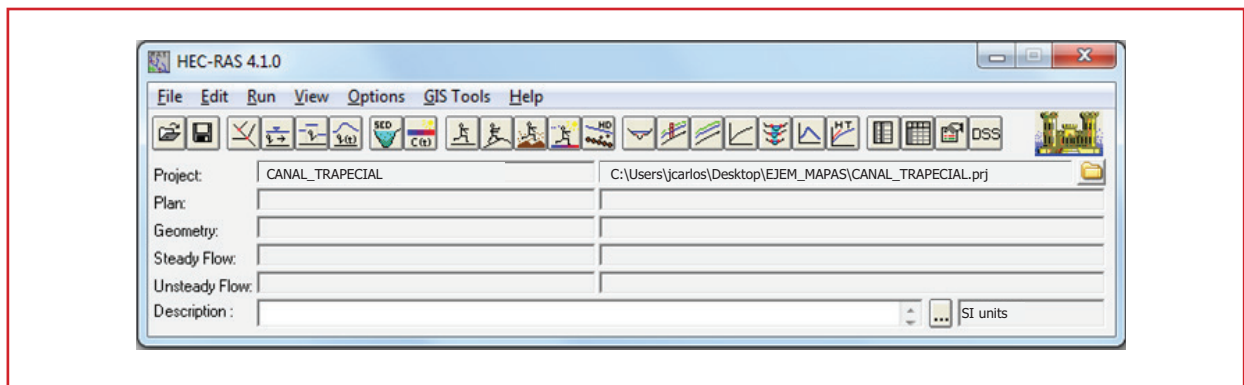 HEC-RAS 4.1.0
File Edit Run View Options GIS Tools Help
SED C(t) HD HT DSS
Project: CANAL_TRAPECIAL C:\Users\jcarlos\Desktop\EJEM_MAPAS\CANAL_TRAPECIAL.prj
Plan:
Geometry:
Steady Flow:
Unsteady Flow:
Description : ... SI units